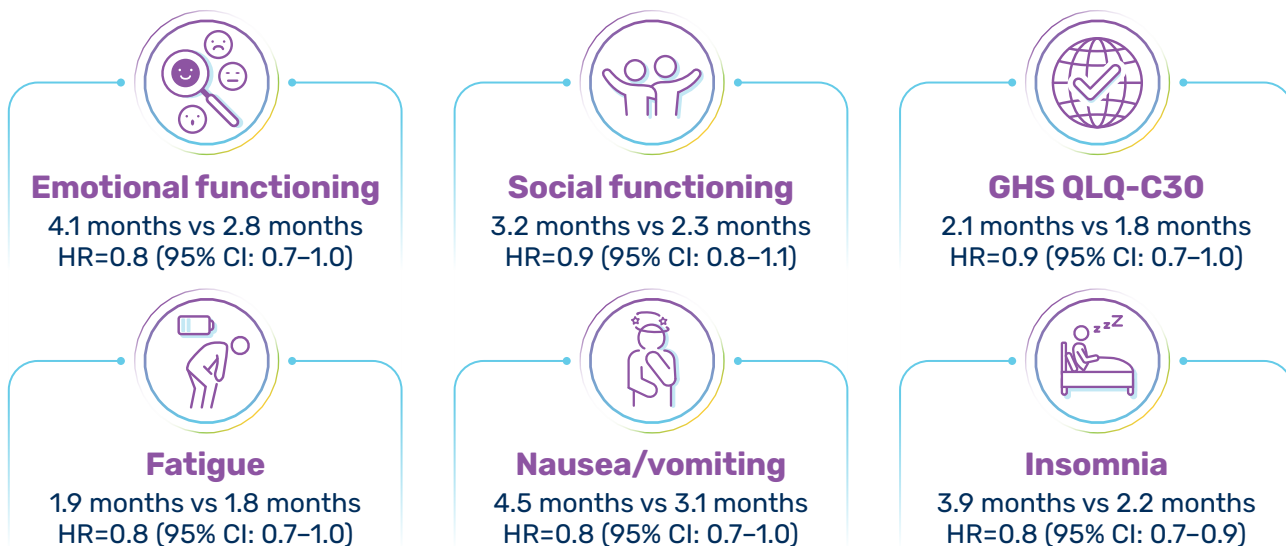 Emotional functioning
4.1 months vs 2.8 months
HR=0.8 (95% CI: 0.7–1.0)
Social functioning
3.2 months vs 2.3 months
HR=0.9 (95% CI: 0.8–1.1)
GHS QLQ-C30
2.1 months vs 1.8 months
HR=0.9 (95% CI: 0.7–1.0)
Fatigue
1.9 months vs 1.8 months
HR=0.8 (95% CI: 0.7–1.0)
Nausea/vomiting
4.5 months vs 3.1 months
HR=0.8 (95% CI: 0.7–1.0)
zzZ
Insomnia
3.9 months vs 2.2 months
HR=0.8 (95% CI: 0.7–0.9)